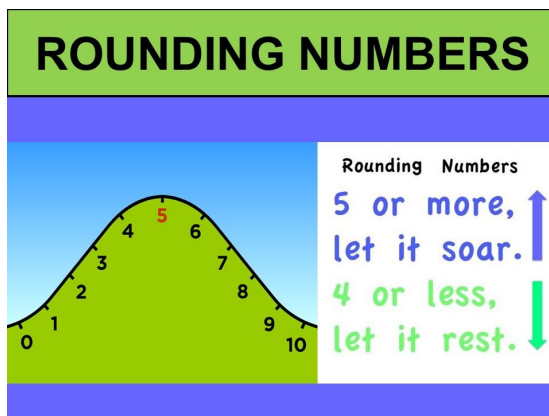 ROUNDING NUMBERS
0
1
2
3
4
5
6
7
8
9
10
Rounding Numbers
5 or more,
let it soar.
4 or less,
let it rest.